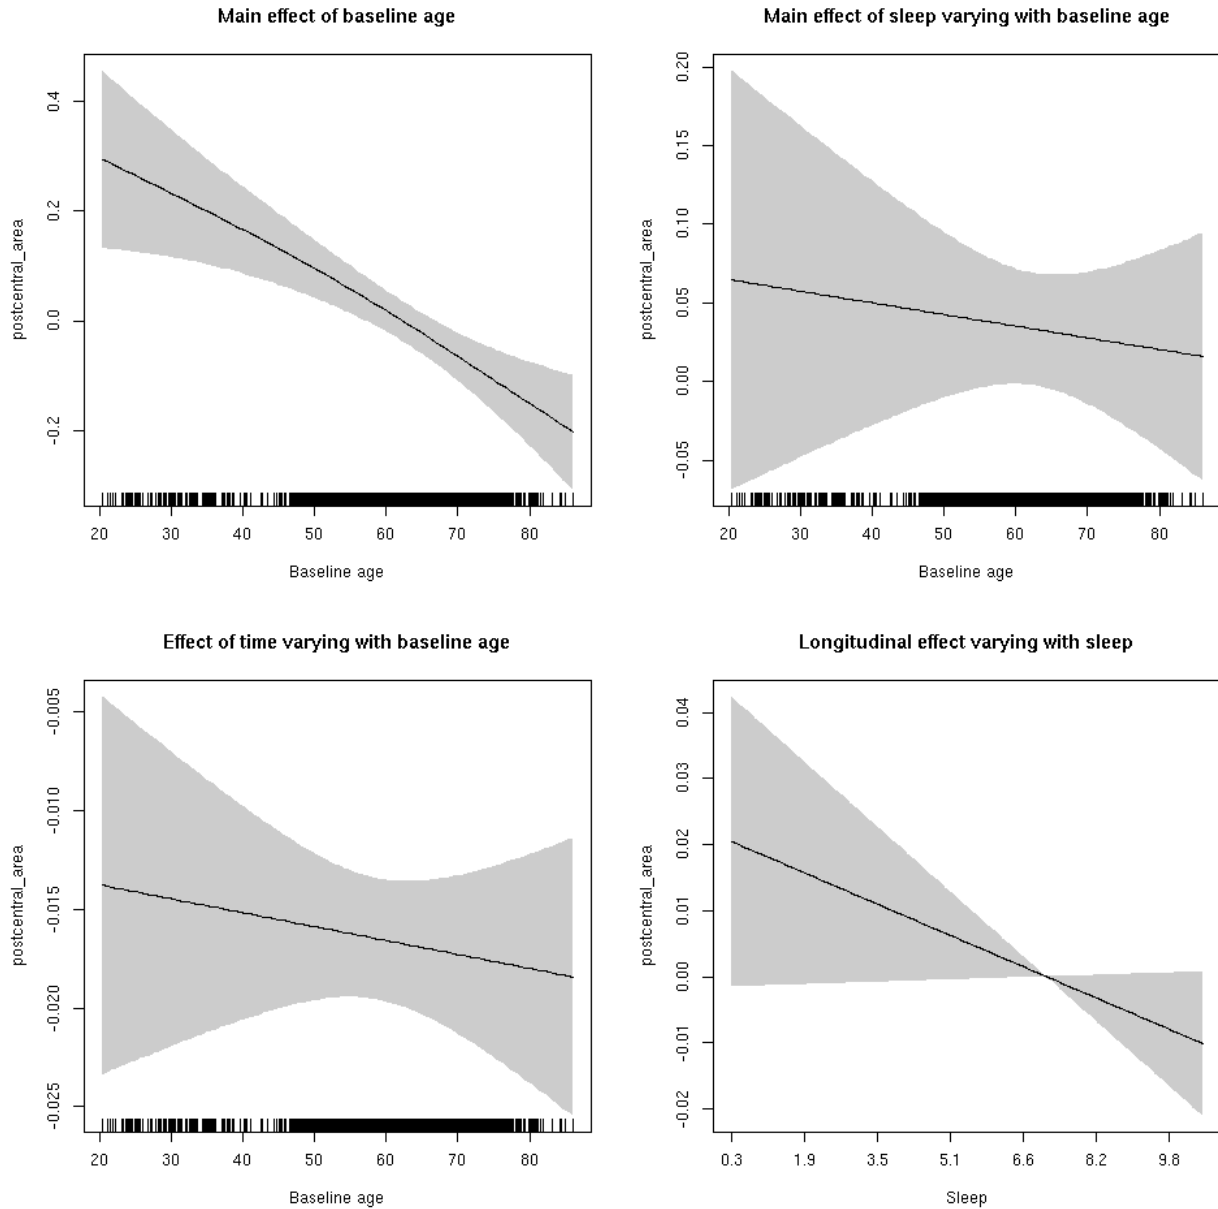 Main effect of baseline age
postcentral_area
0.4
0.2
0.0
-0.2
20 30 40 50 60 70 80
Baseline age
Main effect of sleep varying with baseline age
postcentral_area
0.20
0.15
0.10
0.05
0.00
-0.05
20 30 40 50 60 70 80
Baseline age
Effect of time varying with baseline age
postcentral_area
-0.005
-0.010
-0.015
-0.020
-0.025
20 30 40 50 60 70 80
Baseline age
Longitudinal effect varying with sleep
postcentral_area
0.04
0.03
0.02
0.01
0.00
-0.01
-0.02
0.3 1.9 3.5 5.1 6.6 8.2 9.8
Sleep